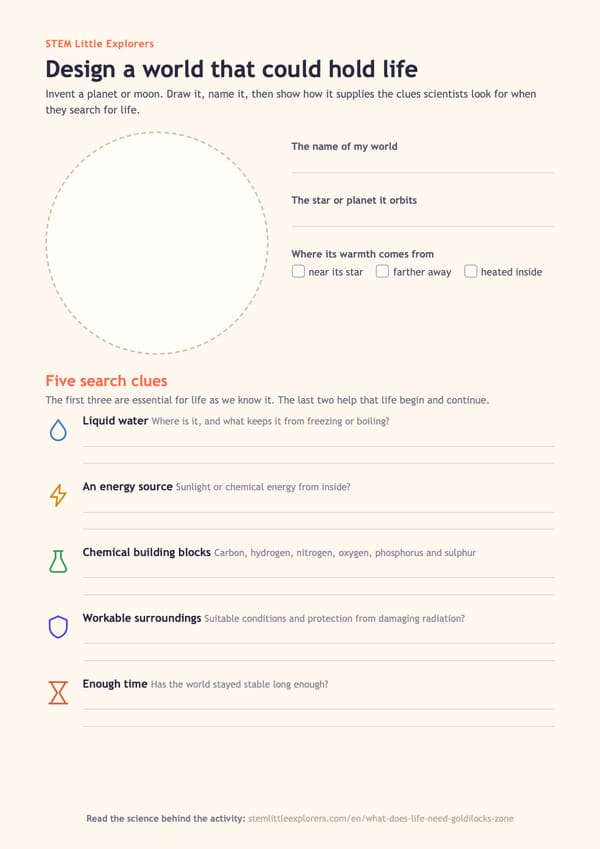 STEM Little Explorers
Design a world that could hold life
Invent a planet or moon. Draw it, name it, then show how it supplies the clues scientists look for when
they search for life.
The name of my world
The star or planet it orbits
Where its warmth comes from
near its star farther away heated inside
Five search clues
The first three are essential for life as we know it. The last two help that life begin and continue.
Liquid water Where is it, and what keeps it from freezing or boiling?
An energy source Sunlight or chemical energy from inside?
Chemical building blocks Carbon, hydrogen, nitrogen, oxygen, phosphorus and sulphur
Workable surroundings Suitable conditions and protection from damaging radiation?
Enough time Has the world stayed stable long enough?
Read the science behind the activity: stemlittleexplorers.com/en/what-does-life-need-goldilocks-zone